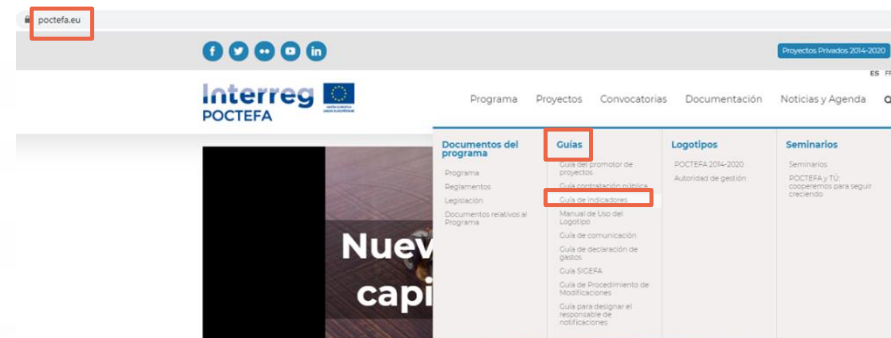 poctefa.eu
Proyectos Privados 2014-2020
ES FR
Interreg
POCTEFA
Programa Proyectos Convocatorias Documentación Noticias y Agenda
Documentos del
programa
Programa
Reglamentos
Legislación
Documentos relativos al
Programa
Guías
Guía del promotor de
proyectos
Guía contratación pública
Guía de indicadores
Manual de Uso del
Logotipo
Guía de comunicación
Guía de declaración de
gastos
Guía SIGEFA
Guía de Procedimiento de
Modificaciones
Guía para designar el
responsable de
notificaciones
Logotipos
POCTEFA 2014-2020
Autoridad de gestión
Seminarios
Seminarios
POCTEFA y TÚ:
cooperemos para seguir
creciendo
Nuev
capi